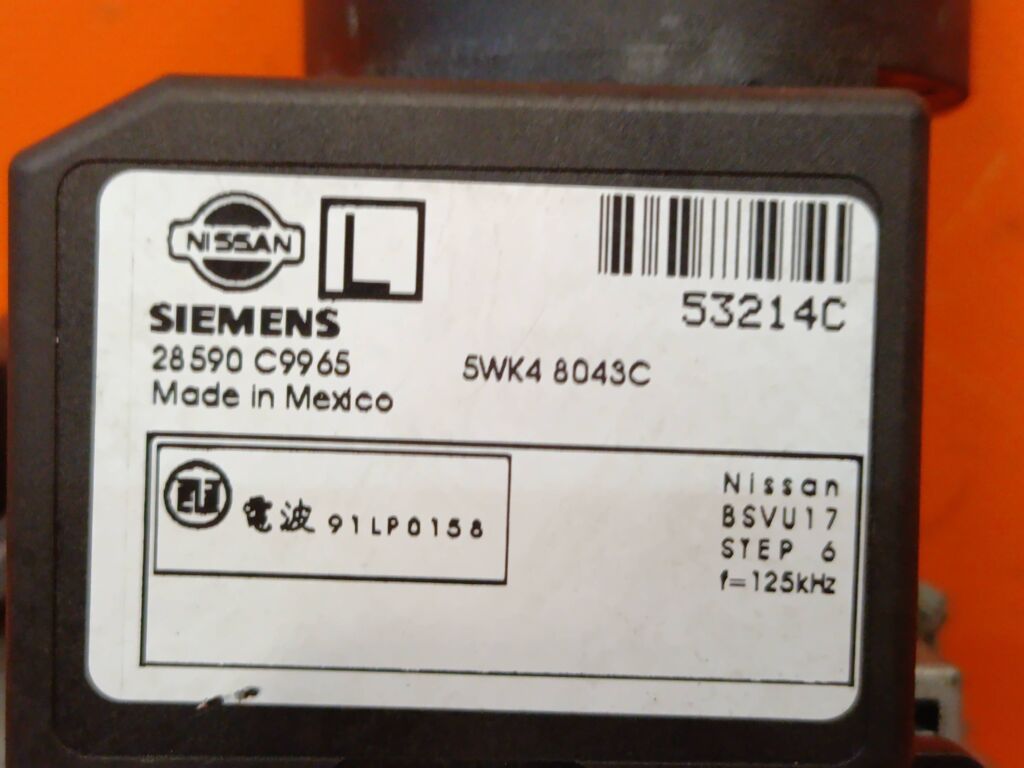 NISSAN
L
SIEMENS
53214C
28590 C9965
5WK4 8043C
Made in Mexico
電波 91LP0158
Nissan
BSVU17
STEP 6
f=125kHz